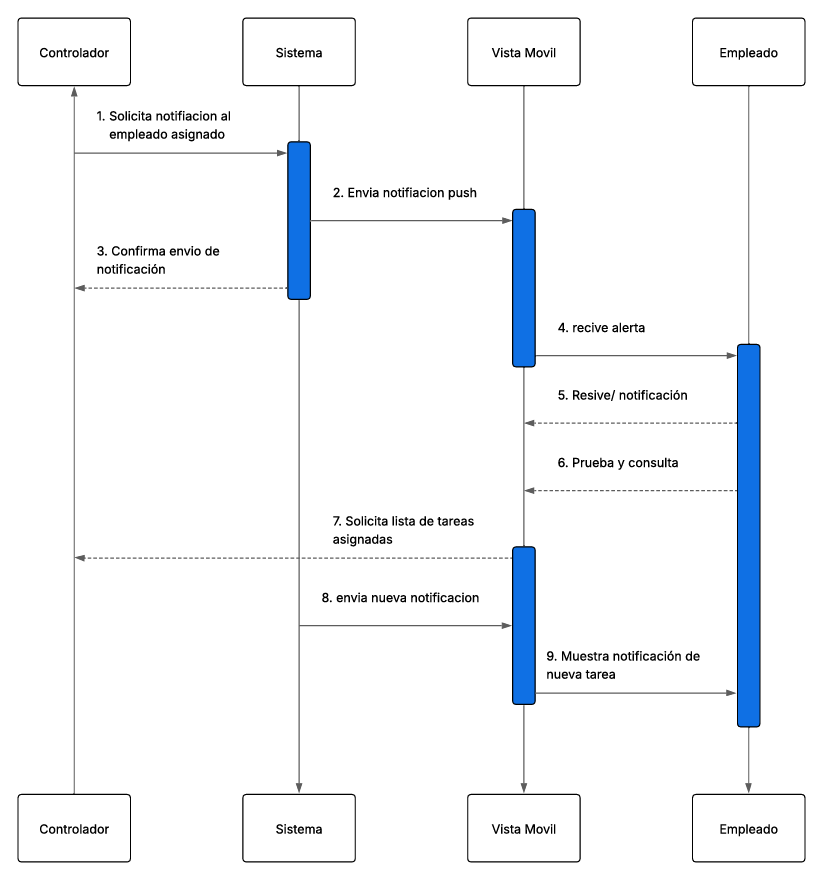 Controlador
Sistema
Vista Movil
Empleado
1. Solicita notifiacion al
empleado asignado
2. Envia notifiacion push
3. Confirma envio de
notificación
4. recive alerta
5. Resive/ notificación
6. Prueba y consulta
7. Solicita lista de tareas
asignadas
8. envia nueva notificacion
9. Muestra notificación de
nueva tarea
Controlador
Sistema
Vista Movil
Empleado